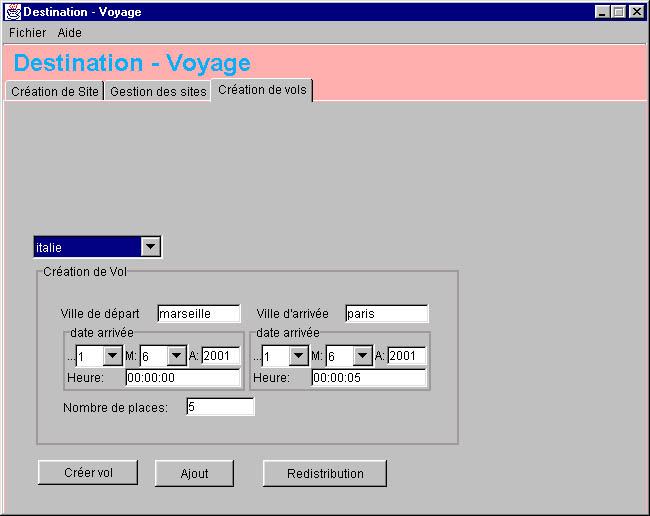 Destination - Voyage
Fichier Aide
Destination - Voyage
Création de Site Gestion des sites Création de vols
italie
Création de Vol
Ville de départ marseille Ville d'arrivée paris
date arrivée date arrivée
...1 M: 6 A: 2001 ...1 M: 6 A: 2001
Heure: 00:00:00 Heure: 00:00:05
Nombre de places: 5
Créer vol Ajout Redistribution